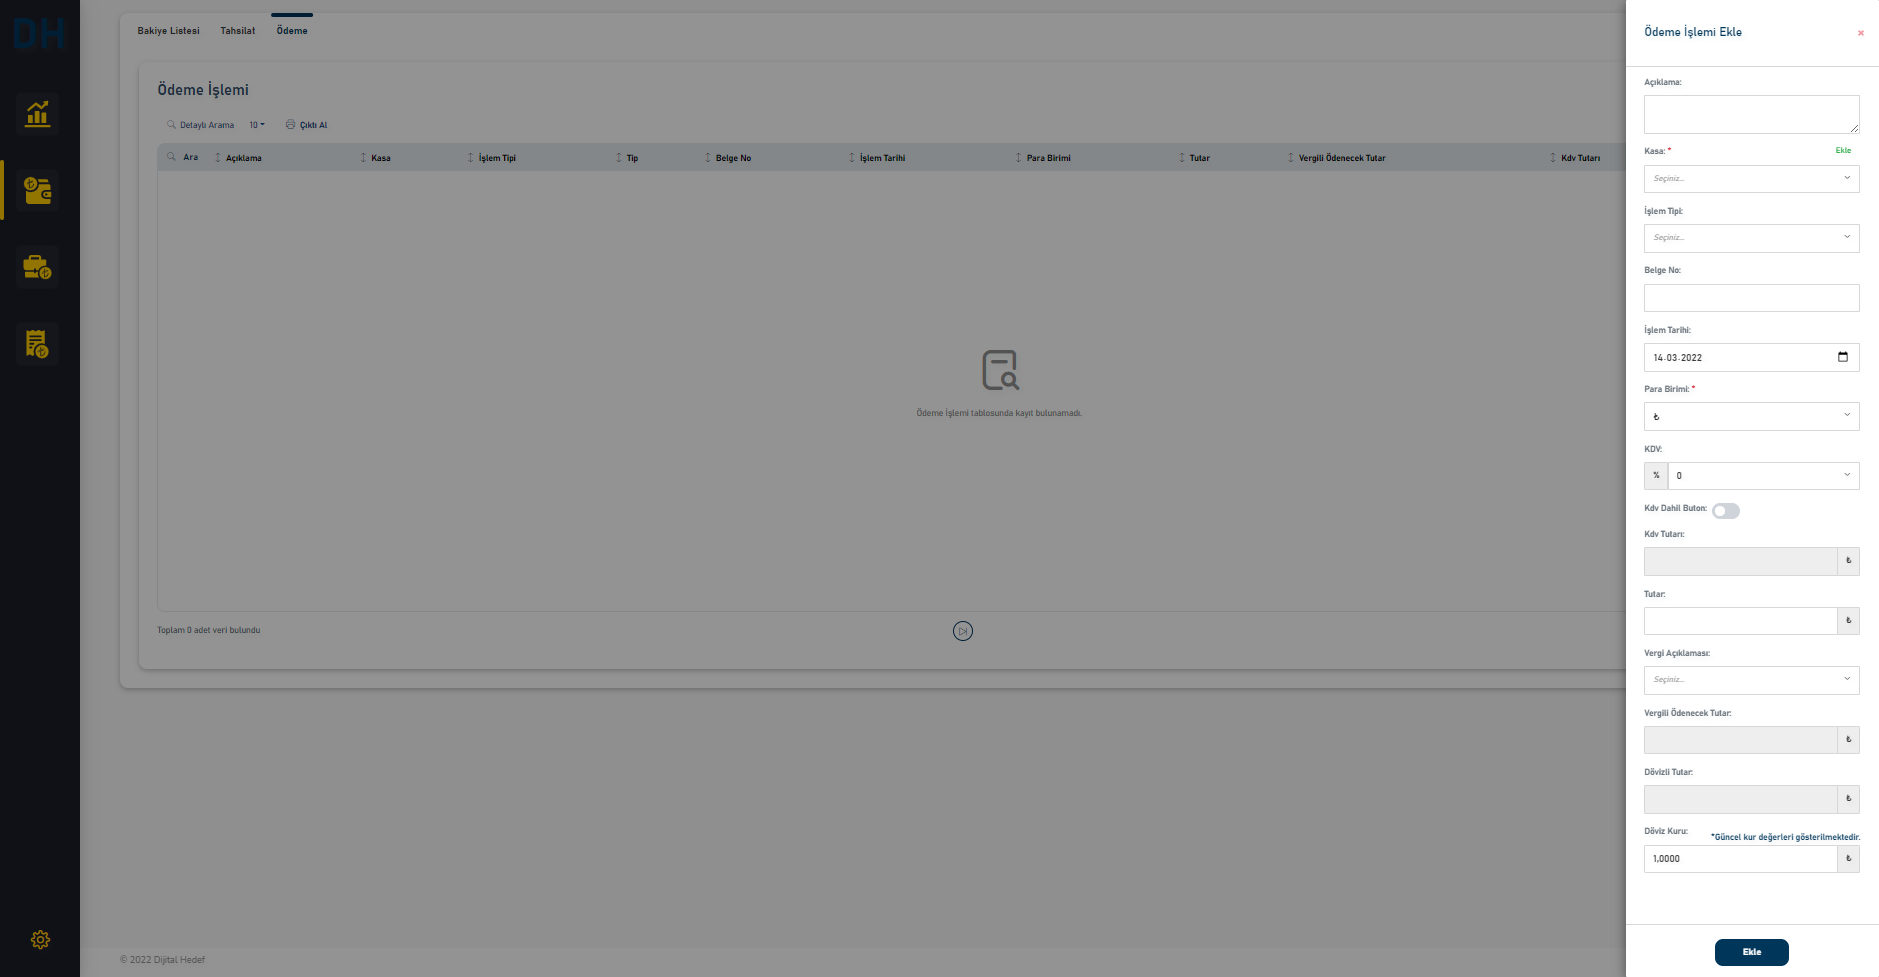 DH
Bakiye Listesi Tahsilat Ödeme
Ödeme İşlemi
Detaylı Arama 10 Çıktı Al
Ara Açıklama Kasa İşlem Tipi Tip Belge No İşlem Tarihi Para Birimi Tutar Vergili Ödenecek Tutar Kdv Tutarı
Ödeme İşlemi tablosunda kayıt bulunamadı.
Toplam 0 adet veri bulundu
© 2022 Dijital Hedef
Ödeme İşlemi Ekle
Açıklama:
Kasa: * Ekle
Seçiniz...
İşlem Tipi:
Seçiniz...
Belge No:
İşlem Tarihi:
14.03.2022
Para Birimi: *
₺
KDV:
% 0
Kdv Dahil Buton:
Kdv Tutarı:
₺
Tutar:
₺
Vergi Açıklaması:
Seçiniz...
Vergili Ödenecek Tutar:
₺
Dövizli Tutar:
₺
Döviz Kuru: *Güncel kur değerleri gösterilmektedir.
1,0000 ₺
Ekle